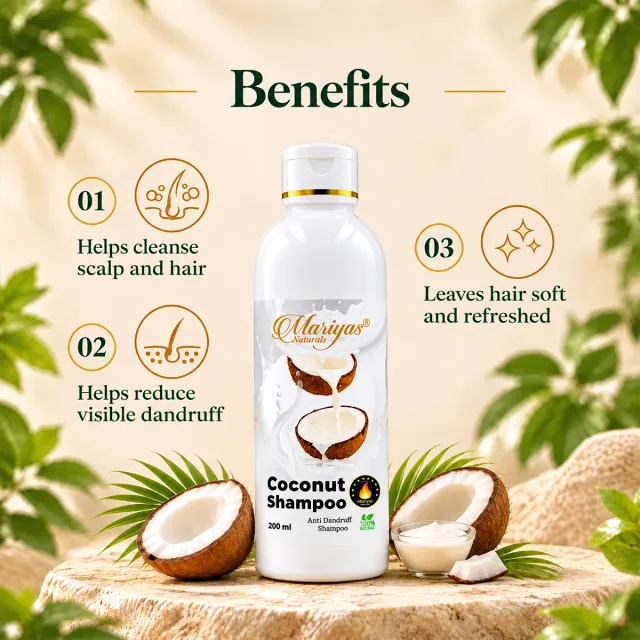 Benefits
01
Helps cleanse
scalp and hair
02
Helps reduce
visible dandruff
03
Leaves hair soft
and refreshed
Mariyas®
Naturals
Coconut
Shampoo
200 ml
Anti Dandruff
Shampoo
100%